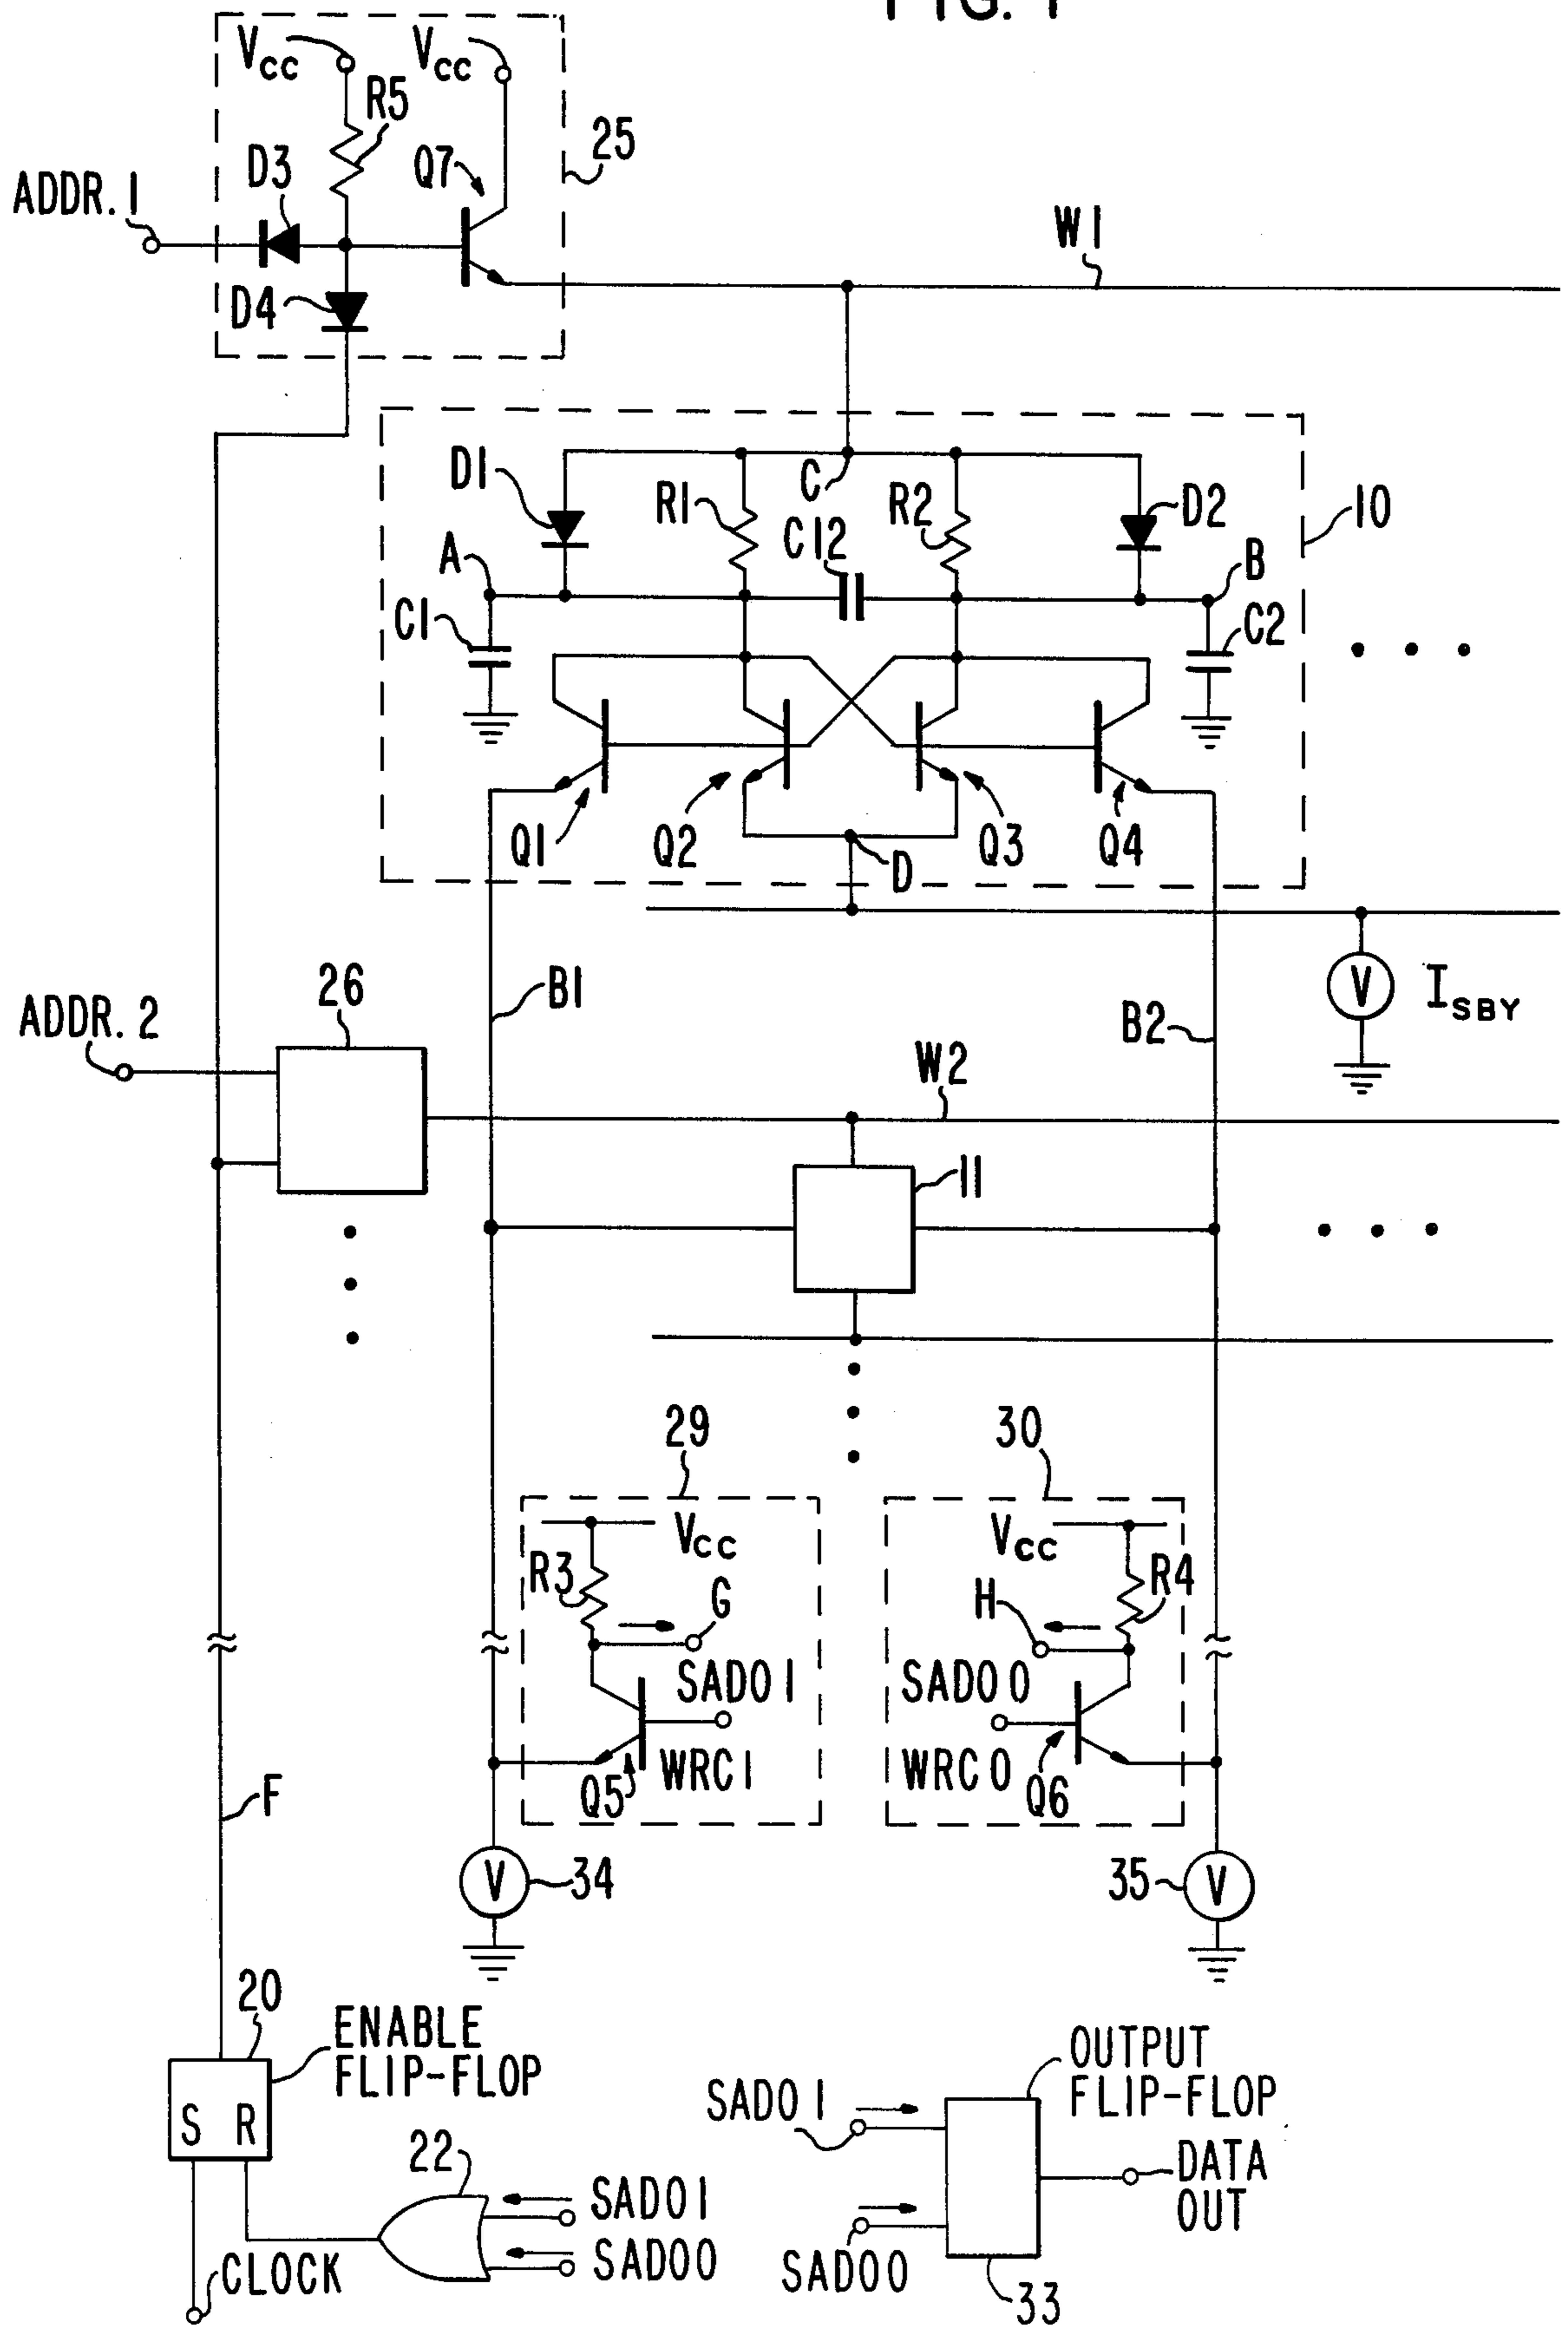 FIG. 1
Vcc
Vcc
R5
25
D3
Q7
ADDR. 1
W1
D4
D1
C
R1
R2
D2
10
C12
A
B
C1
C2
Q1
Q2
Q3
Q4
D
26
B1
I SBY
V
ADDR. 2
B2
W2
11
29
30
Vcc
Vcc
R3
R4
G
H
SADO 1
SADO 0
WRC 1
WRC 0
Q5
Q6
F
V
34
35
V
20
ENABLE
FLIP-FLOP
OUTPUT
FLIP-FLOP
SADO 1
S R
22
DATA
OUT
SADO 1
SADO 0
SADO 0
CLOCK
33